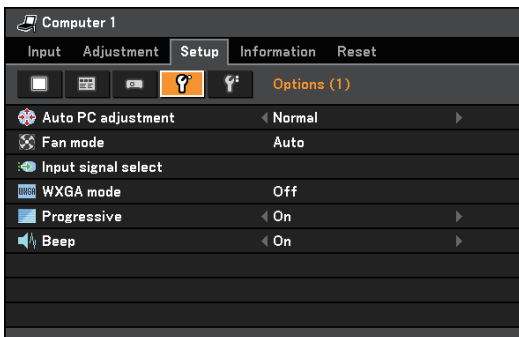 Computer 1
Input Adjustment Setup Information Reset
Options (1)
Auto PC adjustment Normal
Fan mode Auto
Input signal select
WXGA WXGA mode Off
Progressive On
Beep On